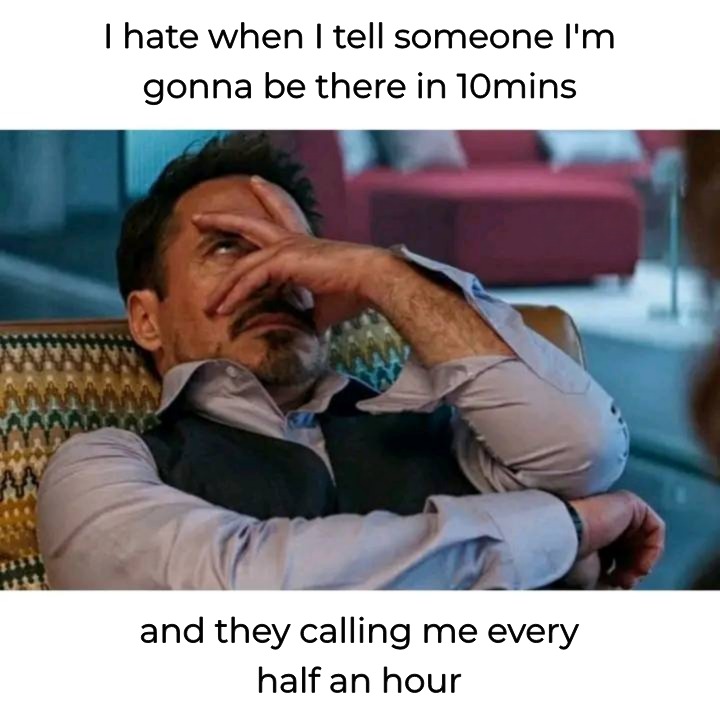 I hate when I tell someone I'm
gonna be there in 10mins
and they calling me every
half an hour